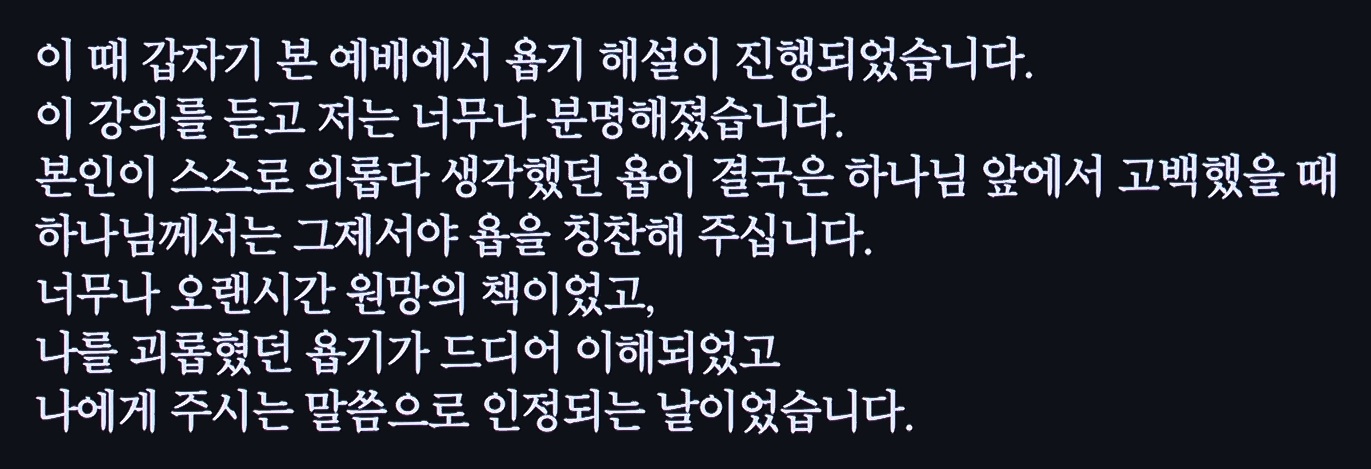 이 때 갑자기 본 예배에서 욥기 해설이 진행되었습니다.
이 강의를 듣고 저는 너무나 분명해졌습니다.
본인이 스스로 의롭다 생각했던 욥이 결국은 하나님 앞에서 고백했을 때
하나님께서는 그제서야 욥을 칭찬해 주십니다.
너무나 오랜시간 원망의 책이었고,
나를 괴롭혔던 욥기가 드디어 이해되었고
나에게 주시는 말씀으로 인정되는 날이었습니다.